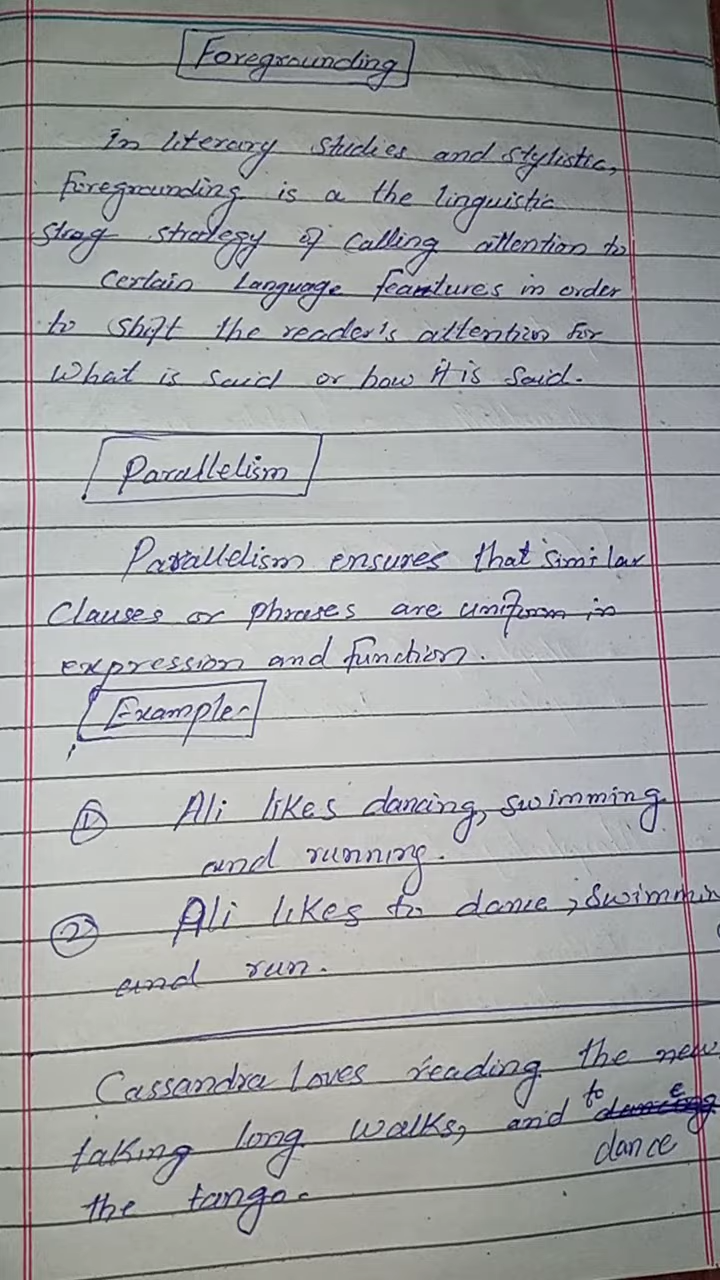 Foregrounding
In literary studies and stylistic,
Foregrounding is a the linguistic
strag strategy of calling attention to
certain language features in order
to shift the reader's attention for
what is said or how it is said.
Parallelism
Parallelism ensures that similar
clauses or phrases are uniform in
expression and function.
Example-
① Ali likes dancing, swimming
and running.
② Ali likes to dance, swimmin
and run.
Cassandra loves reading the new
taking long walks, and to
dance
the tango.